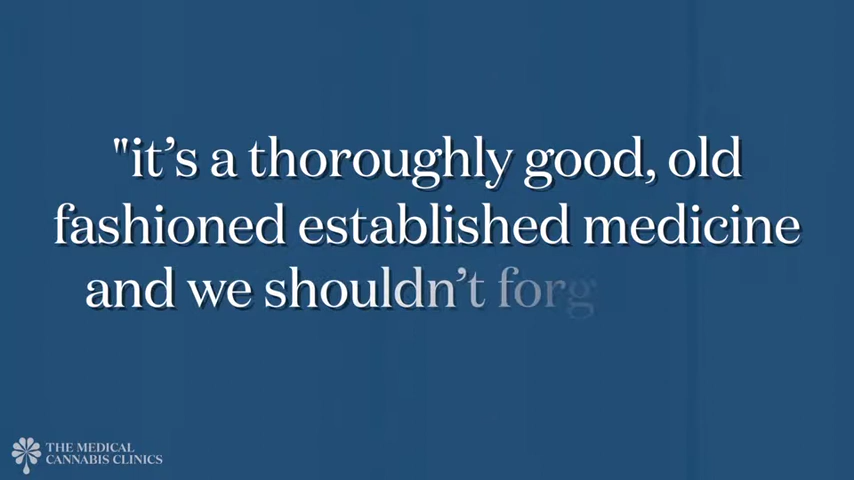 "it’s a thoroughly good, old
fashioned established medicine
and we shouldn’t forg
THE MEDICAL
CANNABIS CLINICS